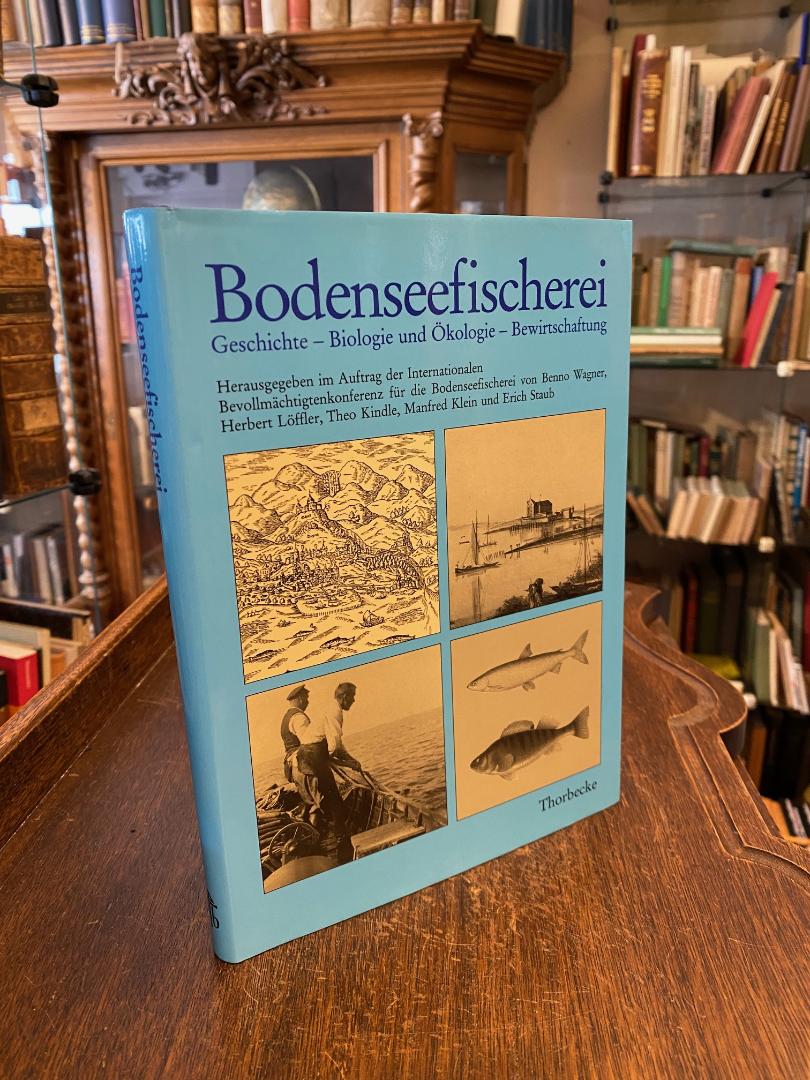 Bodenseefischerei
Geschichte – Biologie und Ökologie – Bewirtschaftung
Herausgegeben im Auftrag der Internationalen
Bevollmächtigtenkonferenz für die Bodenseefischerei von Benno Wagner,
Herbert Löffler, Theo Kindle, Manfred Klein und Erich Staub
Thorbecke
Bodenseefischerei